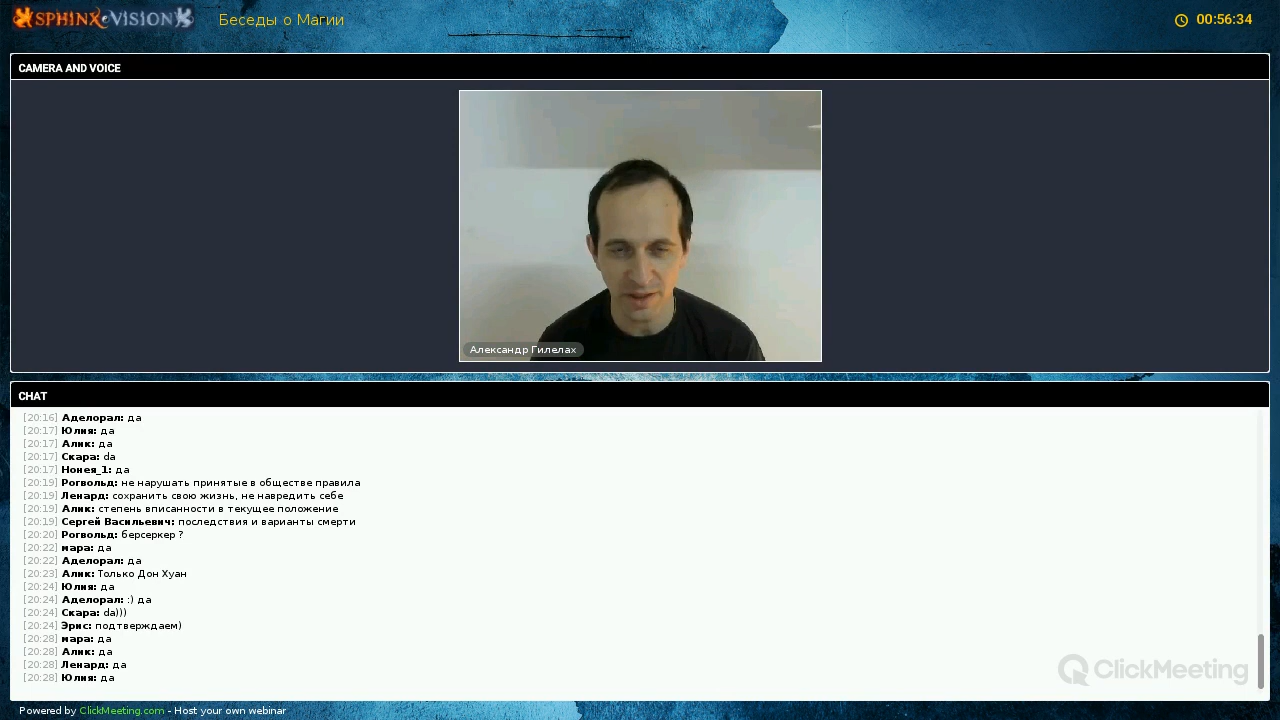 SPHINX VISION
Беседы о Магии
00:56:34
CAMERA AND VOICE
Александр Гилелах
CHAT
[20:16] Аделорал: да
[20:17] Юлия: да
[20:17] Алик: да
[20:17] Скара: da
[20:17] Нонея_1: да
[20:19] Рогвольд: не нарушать принятые в обществе правила
[20:19] Ленард: сохранить свою жизнь, не навредить себе
[20:19] Алик: степень вписанности в текущее положение
[20:19] Сергей Васильевич: последствия и варианты смерти
[20:20] Рогвольд: берсеркер ?
[20:22] мара: да
[20:22] Аделорал: да
[20:23] Алик: Только Дон Хуан
[20:24] Юлия: да
[20:24] Аделорал: :) да
[20:24] Скара: da)))
[20:24] Эрис: подтверждаем)
[20:28] мара: да
[20:28] Алик: да
[20:28] Ленард: да
[20:28] Юлия: да
ClickMeeting
Powered by ClickMeeting.com - Host your own webinar